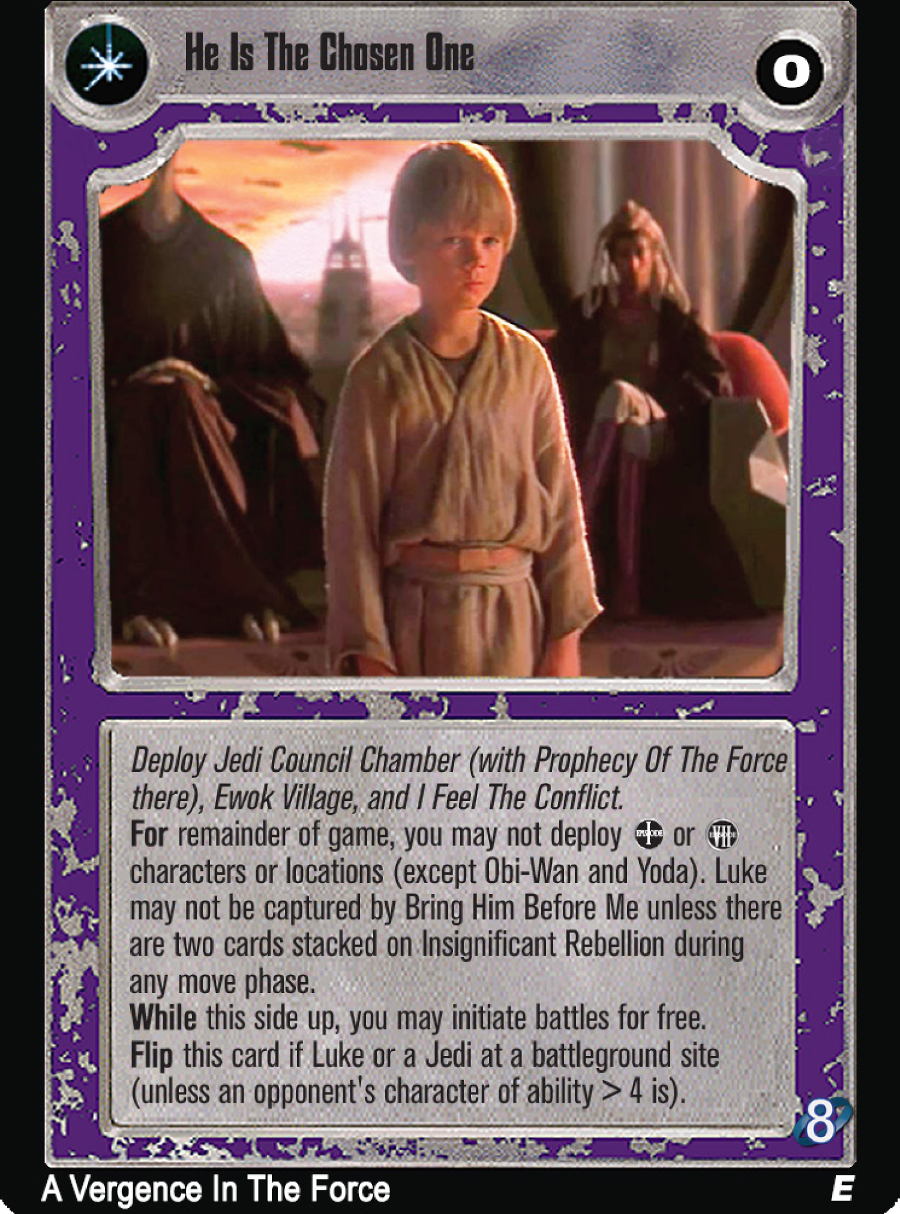 He Is The Chosen One
0
Deploy Jedi Council Chamber (with Prophecy Of The Force
there), Ewok Village, and I Feel The Conflict.
For remainder of game, you may not deploy EPISODE I or EPISODE VII
characters or locations (except Obi-Wan and Yoda). Luke
may not be captured by Bring Him Before Me unless there
are two cards stacked on Insignificant Rebellion during
any move phase.
While this side up, you may initiate battles for free.
Flip this card if Luke or a Jedi at a battleground site
(unless an opponent's character of ability > 4 is).
8
A Vergence In The Force E